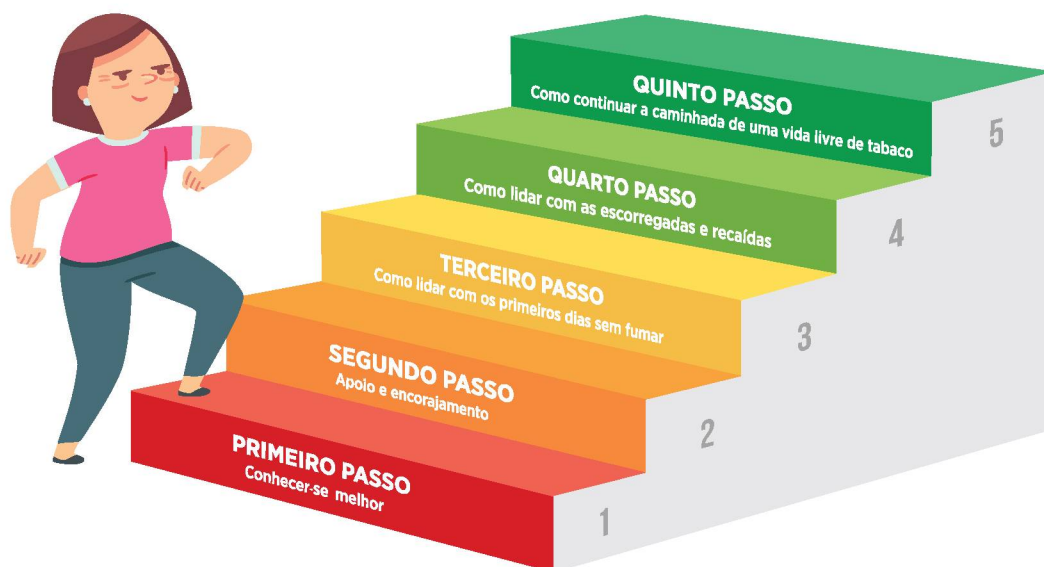 QUINTO PASSO
Como continuar a caminhada de uma vida livre de tabaco
5
QUARTO PASSO
Como lidar com as escorregadas e recaídas
4
TERCEIRO PASSO
Como lidar com os primeiros dias sem fumar
3
SEGUNDO PASSO
Apoio e encorajamento
2
PRIMEIRO PASSO
Conhecer-se melhor
1